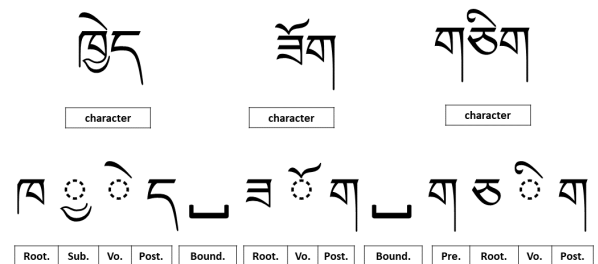 ཁྱེད ཟོག གཅིག
character character character
ཁ ◌ྱ ◌ེ ད ␣ ཟ ◌ོ ག ␣ ག ཅ ◌ི ག
Root. Sub. Vo. Post. Bound. Root. Vo. Post. Bound. Pre. Root. Vo. Post.